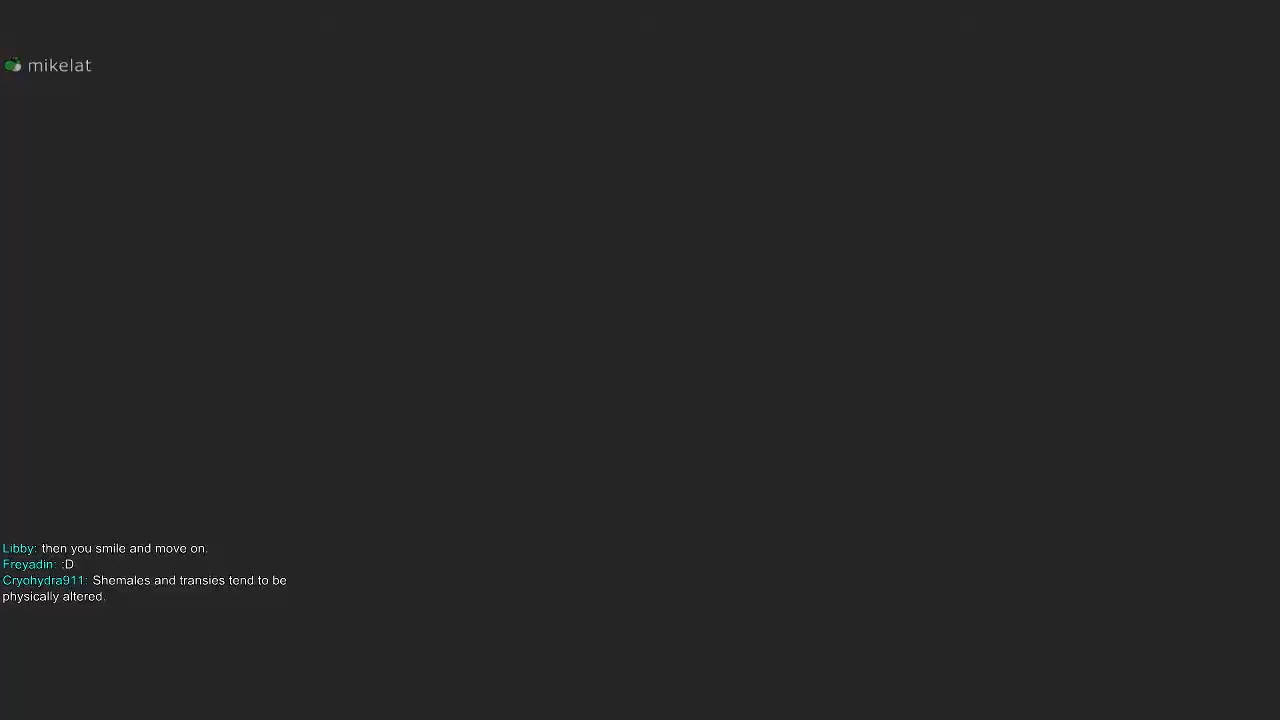 mikelat
Libby: then you smile and move on.
Freyadin: :D
Cryohydra911: Shemales and transies tend to be
physically altered.